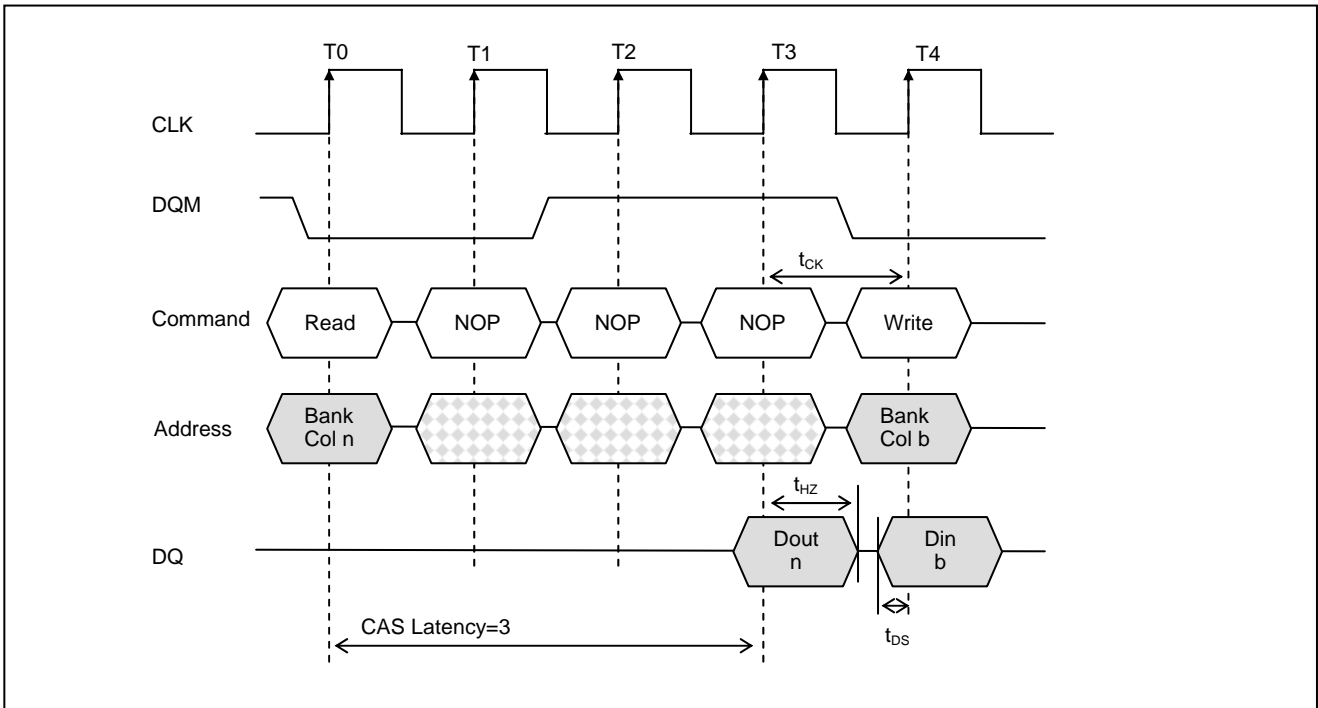 T0 T1 T2 T3 T4
CLK
DQM
tCK
Command Read NOP NOP NOP Write
Address Bank Col n Bank Col b
tHZ
DQ Dout n Din b
CAS Latency=3
tDS